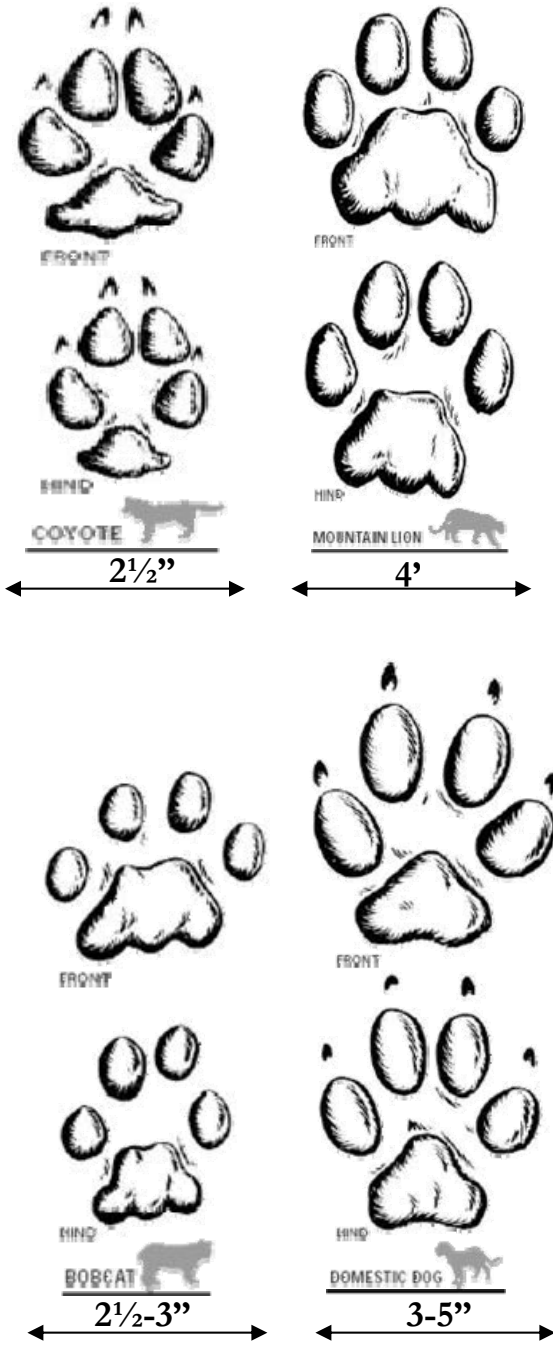 FRONT
HIND
COYOTE
2½”
FRONT
HIND
MOUNTAIN LION
4’
FRONT
HIND
BOBCAT
2½-3”
FRONT
HIND
DOMESTIC DOG
3-5”